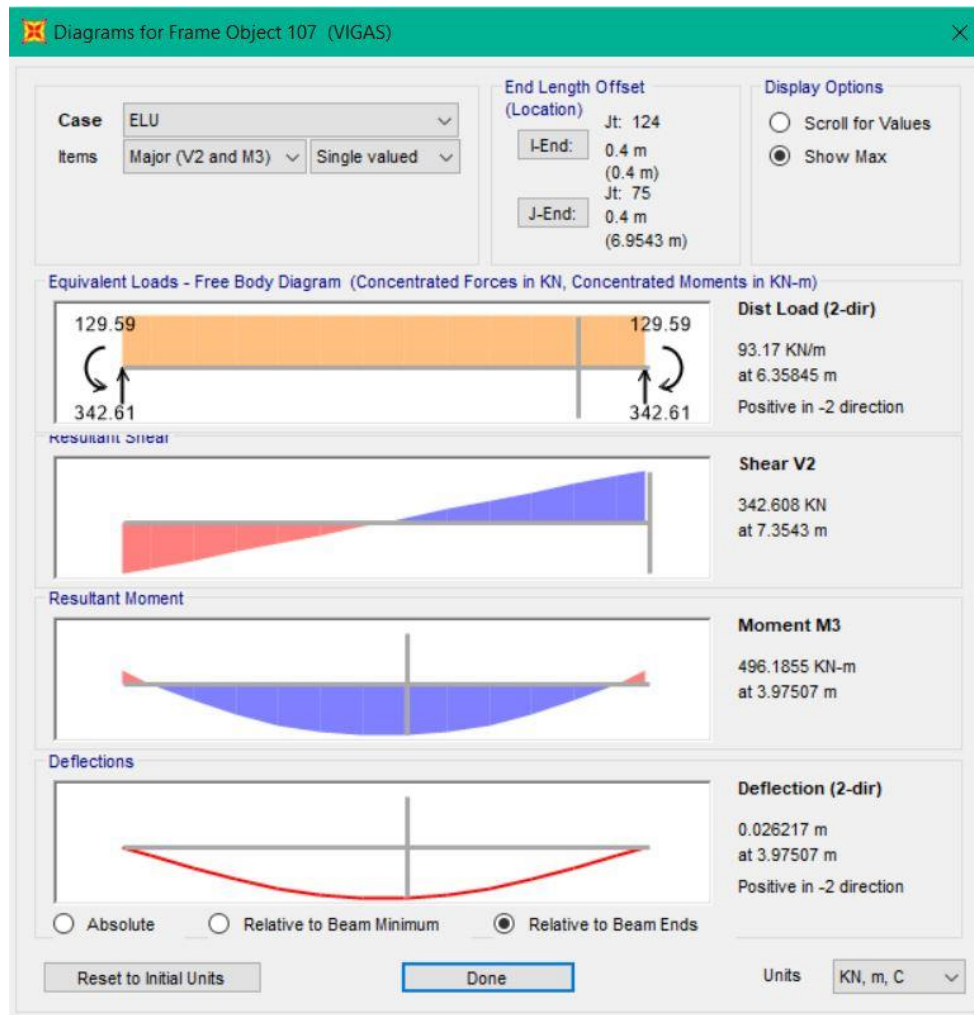 Diagrams for Frame Object 107 (VIGAS)
Case ELU
Items Major (V2 and M3) Single valued
End Length Offset
(Location)
I-End:
Jt: 124
0.4 m
(0.4 m)
J-End:
Jt: 75
0.4 m
(6.9543 m)
Display Options
Scroll for Values
Show Max
Equivalent Loads - Free Body Diagram (Concentrated Forces in KN, Concentrated Moments in KN-m)
129.59 129.59
342.61 342.61
Dist Load (2-dir)
93.17 KN/m
at 6.35845 m
Positive in -2 direction
Resultant Shear
Shear V2
342.608 KN
at 7.3543 m
Resultant Moment
Moment M3
496.1855 KN-m
at 3.97507 m
Deflections
Deflection (2-dir)
0.026217 m
at 3.97507 m
Positive in -2 direction
Absolute Relative to Beam Minimum Relative to Beam Ends
Reset to Initial Units Done Units KN, m, C